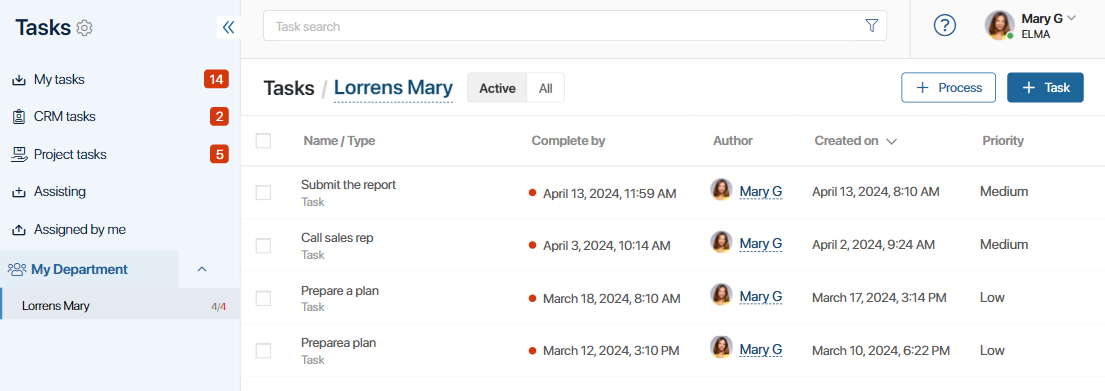 Tasks
Task search
Mary G
ELMA
My tasks 14
CRM tasks 2
Project tasks 5
Assisting
Assigned by me
My Department
Lorrens Mary 4/4
Tasks / Lorrens Mary Active All + Process + Task
Name / Type Complete by Author Created on Priority
Submit the report
Task
April 13, 2024, 11:59 AM Mary G April 13, 2024, 8:10 AM Medium
Call sales rep
Task
April 3, 2024, 10:14 AM Mary G April 2, 2024, 9:24 AM Medium
Prepare a plan
Task
March 18, 2024, 8:10 AM Mary G March 17, 2024, 3:14 PM Low
Preparea plan
Task
March 12, 2024, 3:10 PM Mary G March 10, 2024, 6:22 PM Low